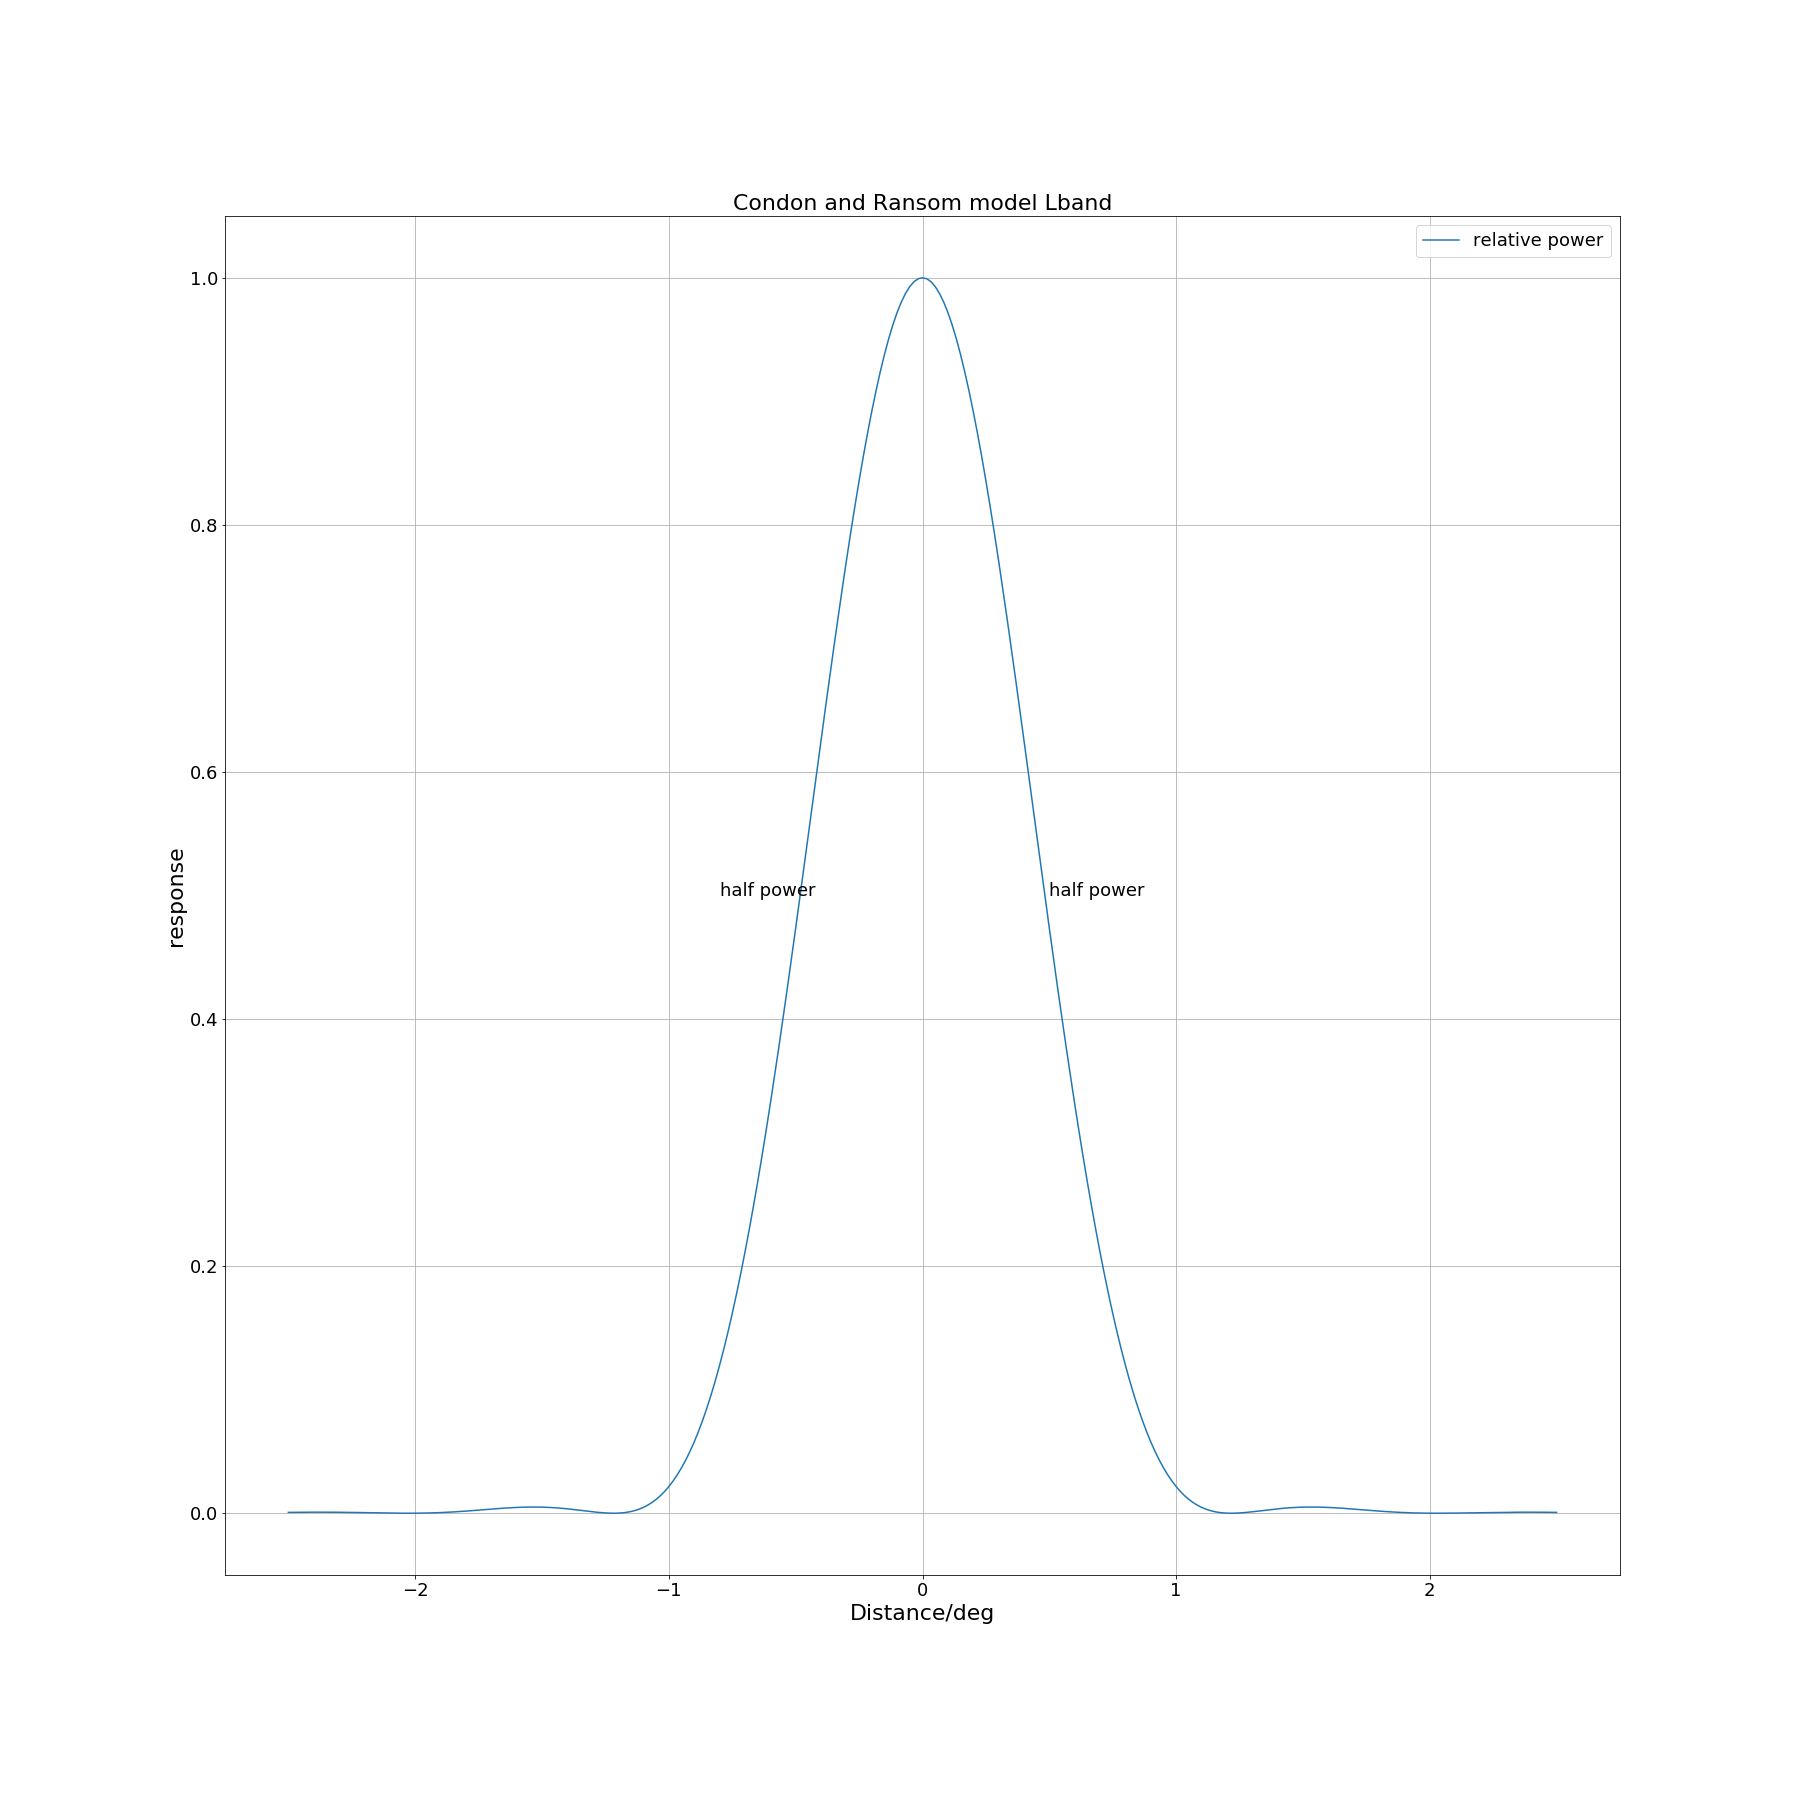 Condon and Ransom model Lband
relative power
1.0
0.8
0.6
half power half power
response
0.4
0.2
0.0
−2 −1 0 1 2
Distance/deg